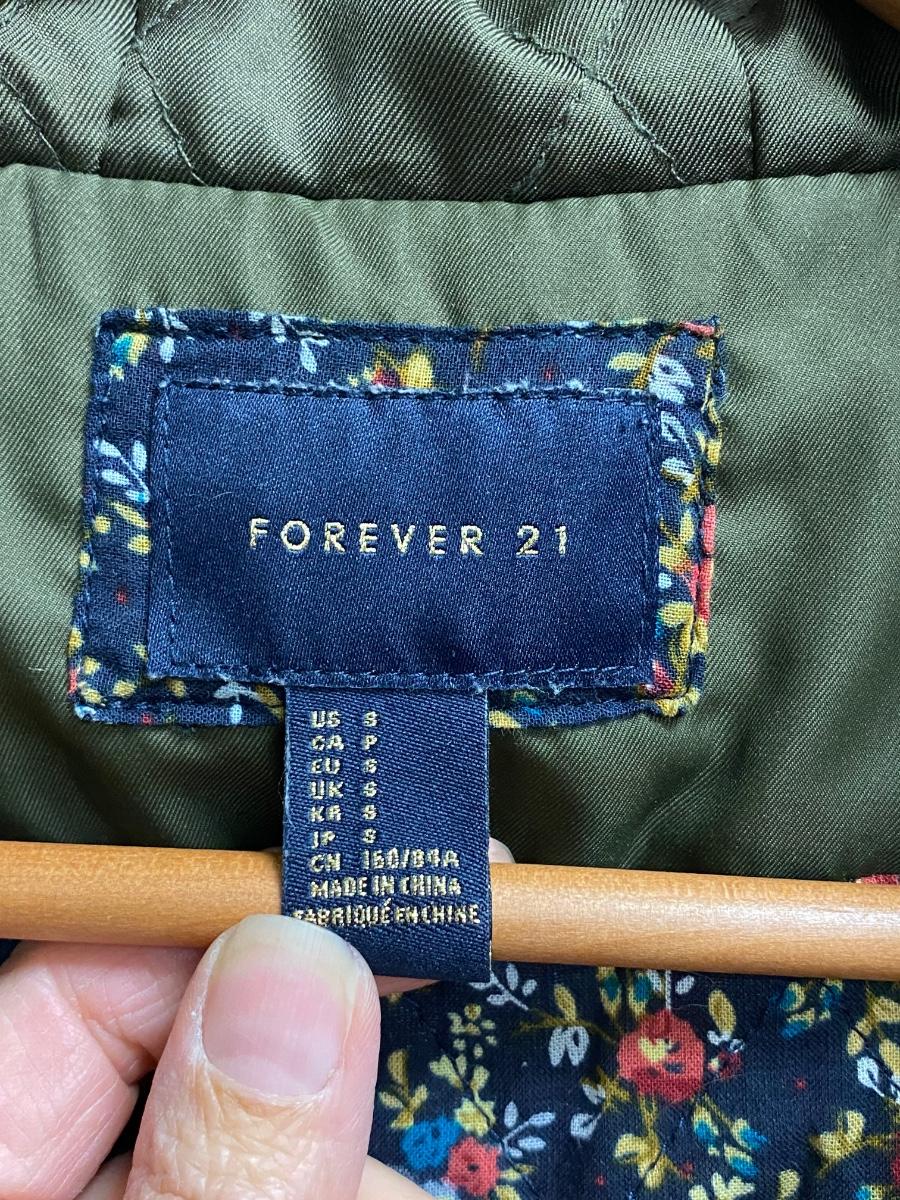 FOREVER 21
US S
CA P
EU S
UK S
KR S
JP S
CN 160/84A
MADE IN CHINA
FABRIQUÉ EN CHINE